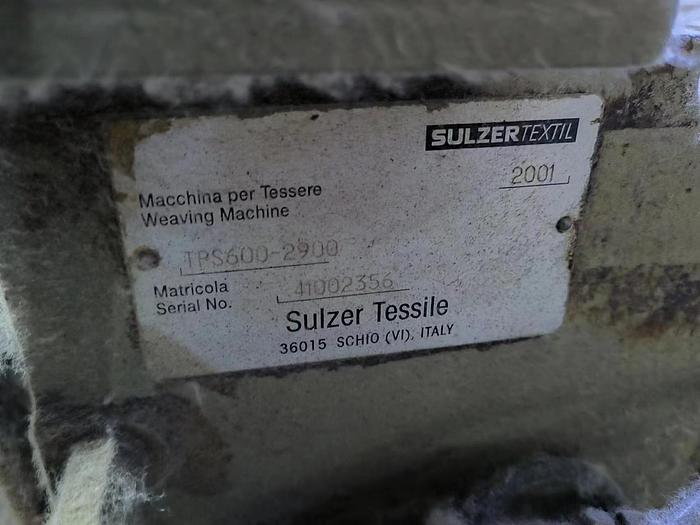 SULZERTEXTIL
2001
Macchina per Tessere
Weaving Machine
TPS600-2900
Matricola
Serial No. 41002356
Sulzer Tessile
36015 SCHIO (VI), ITALY